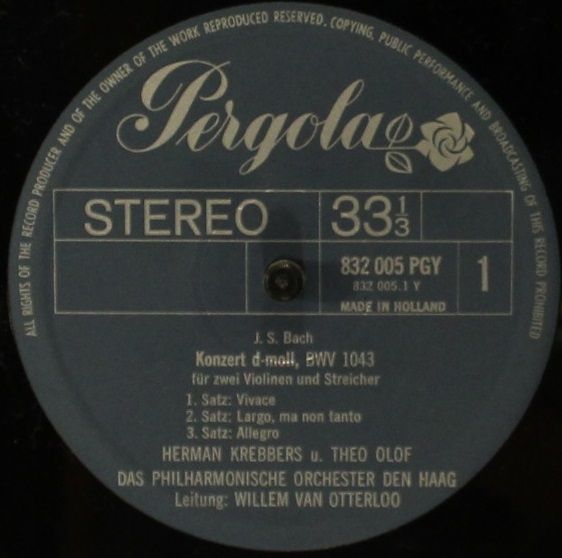 ALL RIGHTS OF THE RECORD PRODUCER AND OF THE OWNER OF THE WORK REPRODUCED RESERVED. COPYING, PUBLIC PERFORMANCE AND BROADCASTING OF THIS RECORD PROHIBITED
Pergola
STEREO 33 1/3
832 005 PGY 1
832 005.1 Y
MADE IN HOLLAND
J. S. Bach
Konzert d-moll, BWV 1043
für zwei Violinen und Streicher
1. Satz: Vivace
2. Satz: Largo, ma non tanto
3. Satz: Allegro
HERMAN KREBBERS u. THEO OLOF
DAS PHILHARMONISCHE ORCHESTER DEN HAAG
Leitung: WILLEM VAN OTTERLOO